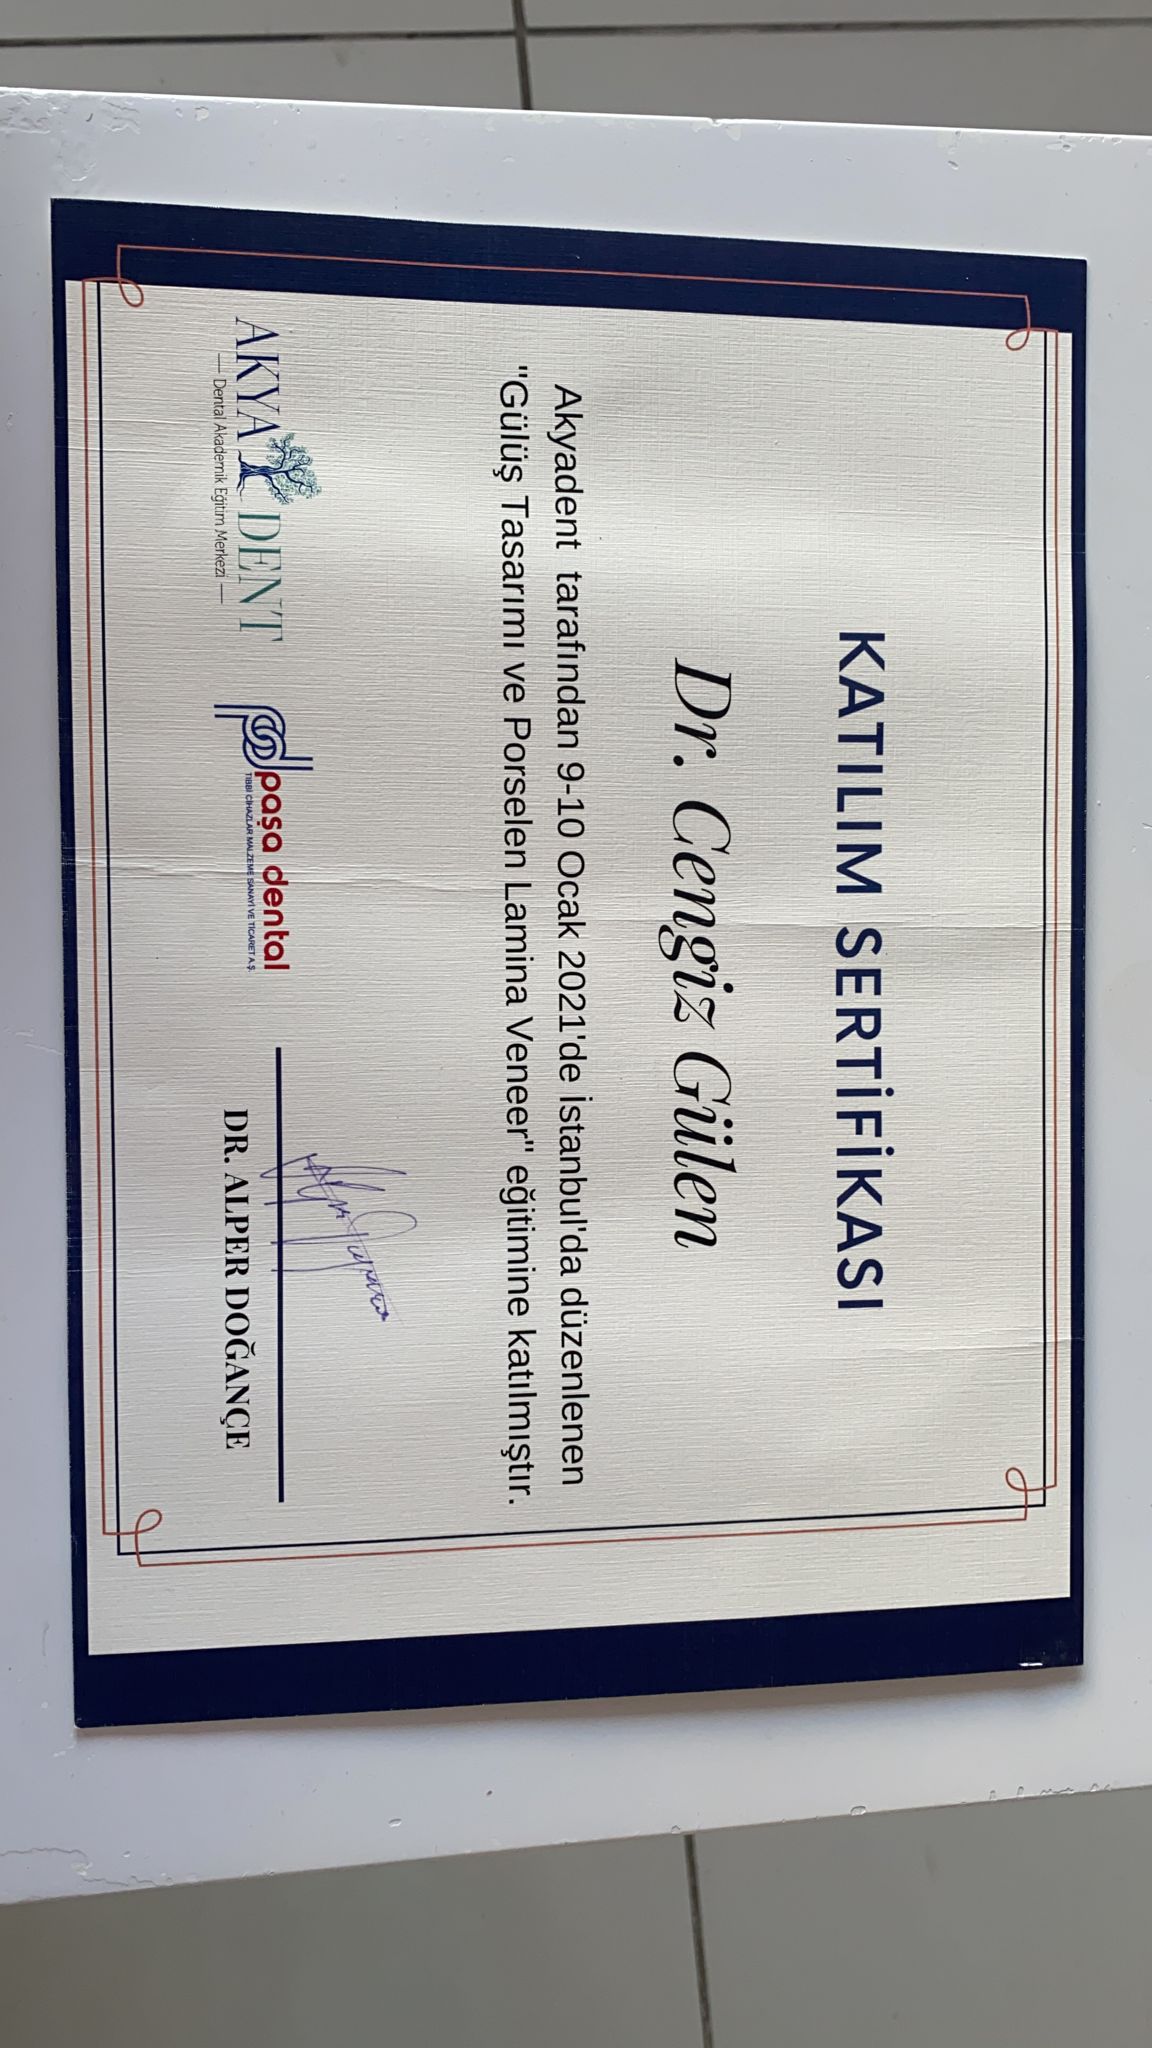 KATILIM SERTİFİKASI
Dr. Cengiz Gülen
Akyadent tarafından 9-10 Ocak 2021'de İstanbul'da düzenlenen
"Gülüş Tasarımı ve Porselen Lamina Veneer" eğitimine katılmıştır.
AKYA DENT
— Dental Akademik Eğitim Merkezi —
paşa dental
TIBBİ CİHAZLAR MALZEME SANAYİ VE TİCARET A.Ş.
DR. ALPER DOĞANÇE